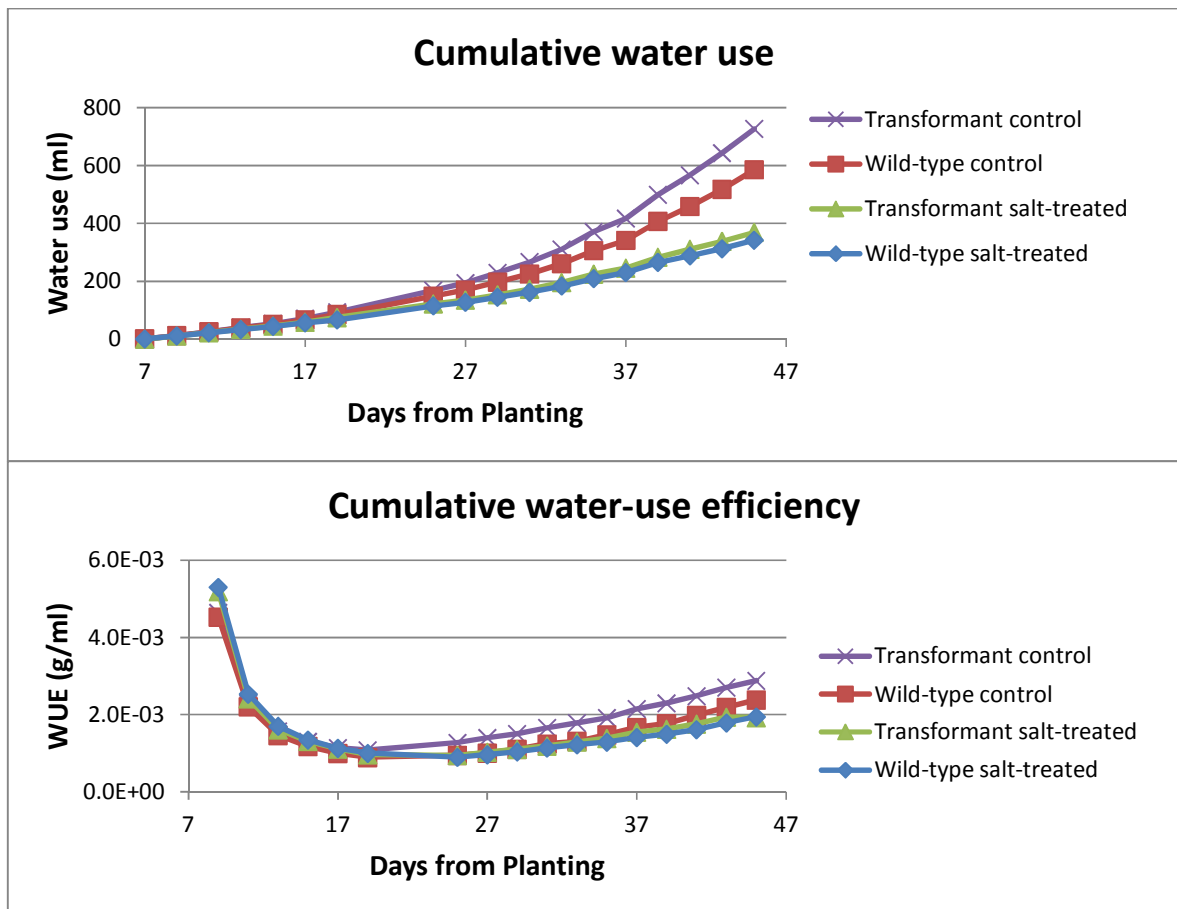 Cumulative water use
Water use (ml)
800
600
400
200
0
7 17 27 37 47
Days from Planting
Transformant control
Wild-type control
Transformant salt-treated
Wild-type salt-treated
Cumulative water-use efficiency
WUE (g/ml)
6.0E-03
4.0E-03
2.0E-03
0.0E+00
7 17 27 37 47
Days from Planting
Transformant control
Wild-type control
Transformant salt-treated
Wild-type salt-treated